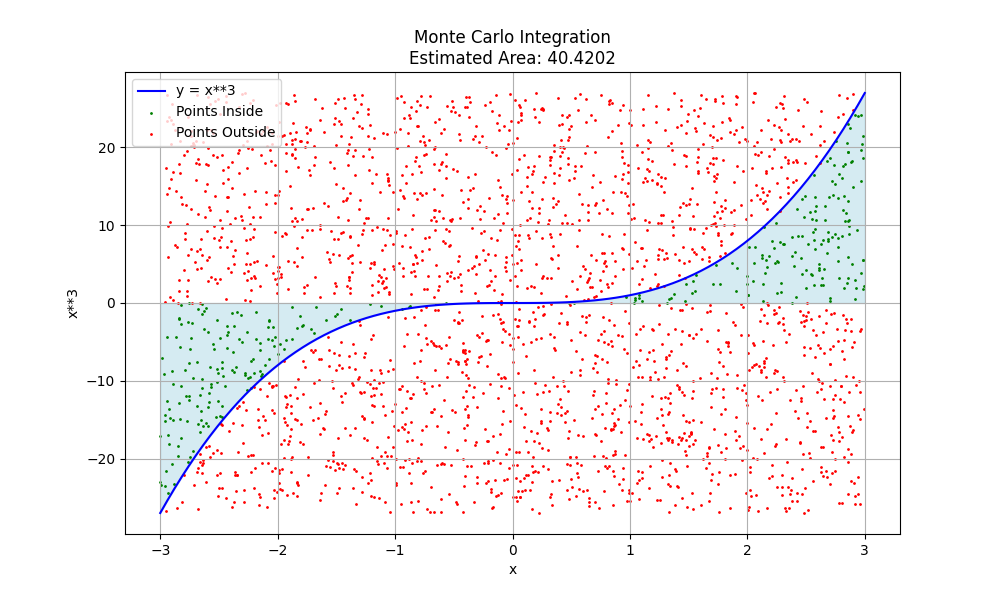 Monte Carlo Integration
Estimated Area: 40.4202
y = x**3
Points Inside
Points Outside
20
10
0
−10
−20
x**3
−3
−2
−1
0
1
2
3
x